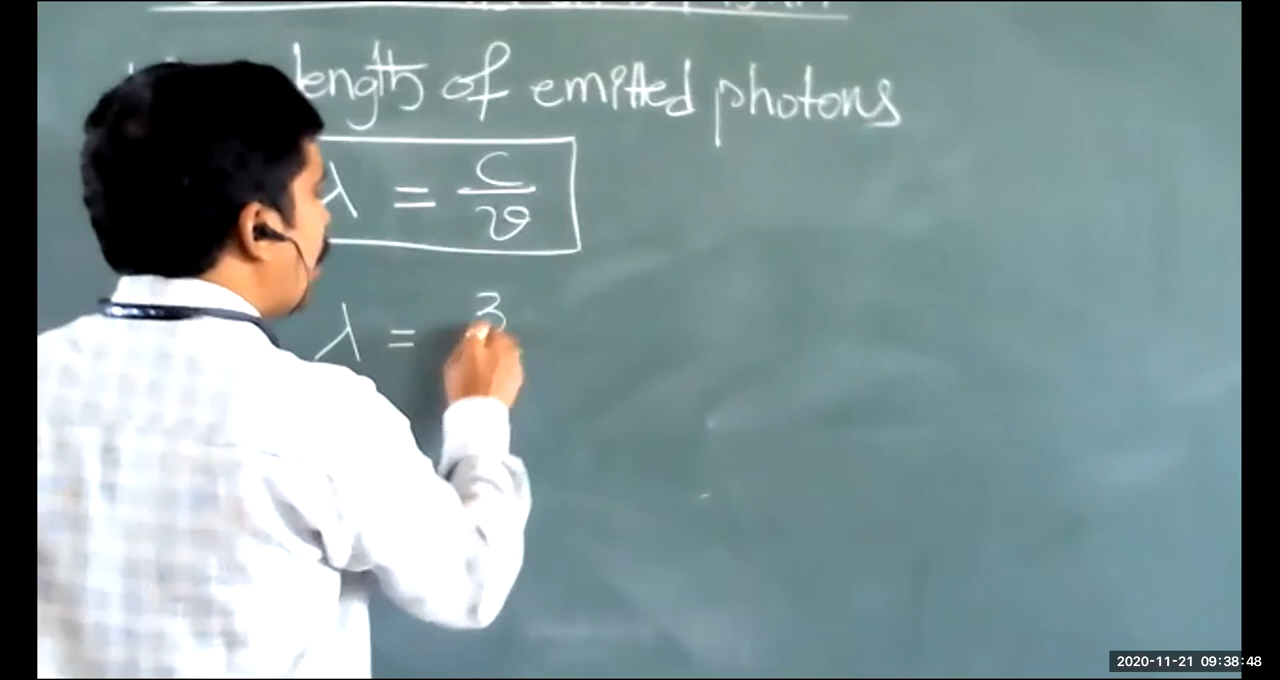 length of emitted photons
λ = C/ν
λ = 3
2020-11-21 09:38:48